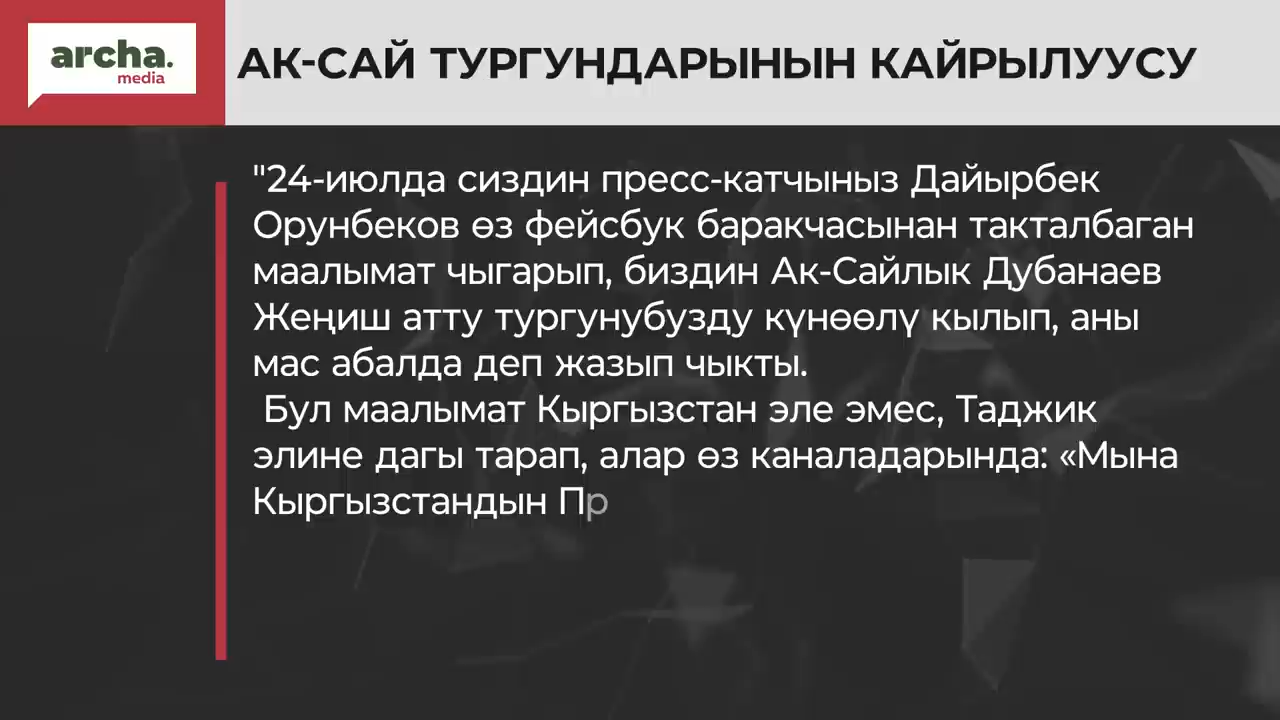 archa.
media
АК-САЙ ТУРГУНДАРЫНЫН КАЙРЫЛУУСУ
"24-июлда сиздин пресс-катчыныз Дайырбек
Орунбеков өз фейсбук баракчасынан такталбаган
маалымат чыгарып, биздин Ак-Сайлык Дубанаев
Жеңиш атту тургунубузду күнөөлү кылып, аны
мас абалда деп жазып чыкты.
Бул маалымат Кыргызстан эле эмес, Таджик
элине дагы тарап, алар өз каналадарында: «Мына
Кыргызстандын Пр